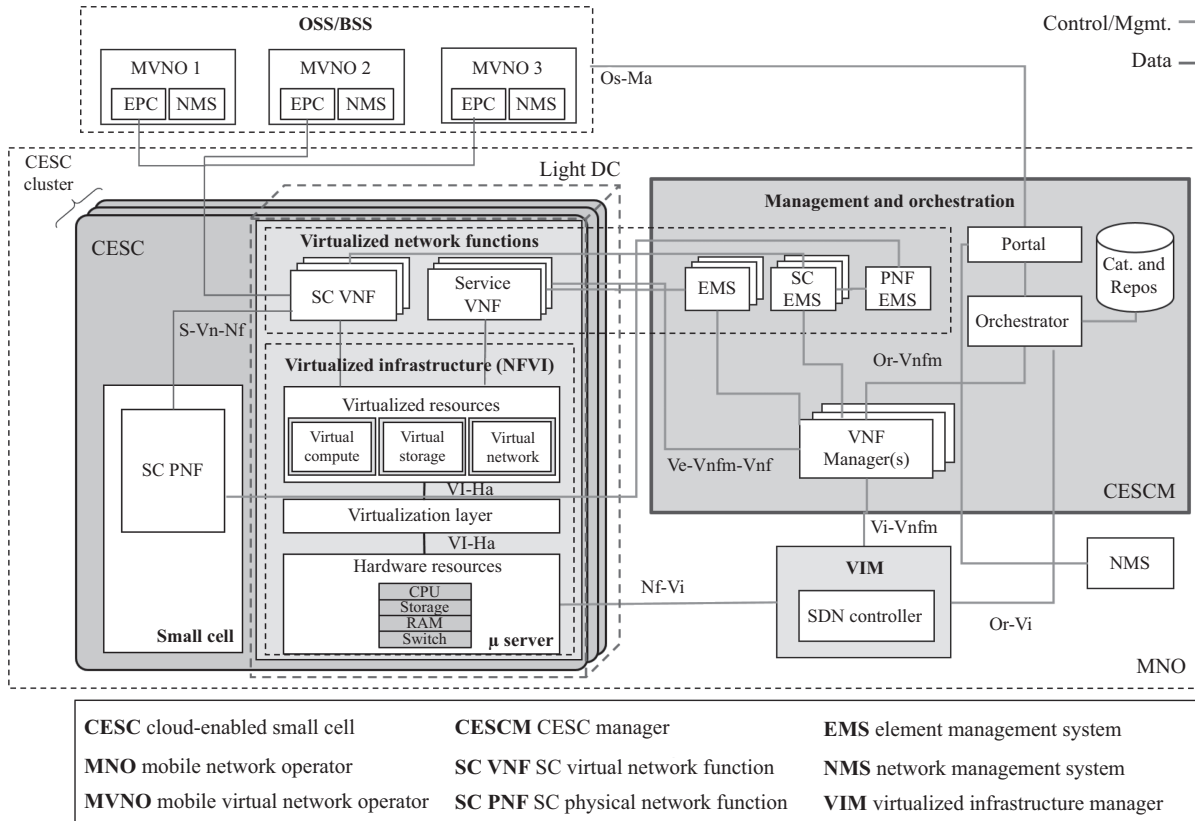 OSS/BSS
MVNO 1
EPC
NMS
MVNO 2
EPC
NMS
MVNO 3
EPC
NMS
Os-Ma
Control/Mgmt.
Data
CESC
cluster
Light DC
CESC
Virtualized network functions
SC VNF
Service
VNF
S-Vn-Nf
Virtualized infrastructure (NFVI)
Virtualized resources
Virtual
compute
Virtual
storage
Virtual
network
VI-Ha
Virtualization layer
VI-Ha
Hardware resources
CPU
Storage
RAM
Switch
μ server
SC PNF
Small cell
Management and orchestration
EMS
SC
EMS
PNF
EMS
Portal
Cat. and
Repos
Orchestrator
Or-Vnfm
VNF
Manager(s)
Ve-Vnfm-Vnf
CESCM
Vi-Vnfm
VIM
SDN controller
Nf-Vi
NMS
Or-Vi
MNO
CESC cloud-enabled small cell
CESCM CESC manager
EMS element management system
MNO mobile network operator
SC VNF SC virtual network function
NMS network management system
MVNO mobile virtual network operator
SC PNF SC physical network function
VIM virtualized infrastructure manager